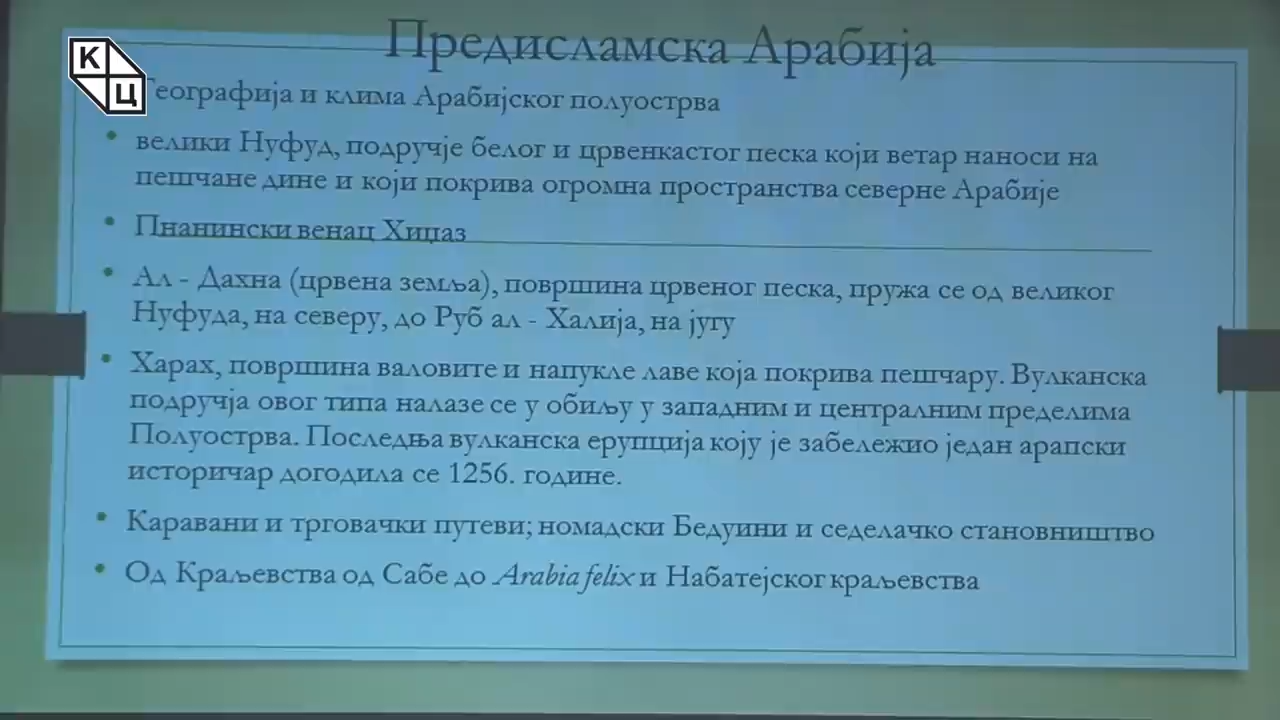 Предисламска Арабија
К
Ц
Географија и клима Арабијског полуострва
• велики Нуфуд, подручје белог и црвенкастог песка који ветар наноси на
пешчане дине и који покрива огромна пространства северне Арабије
• Пнанински венац Хиџаз
• Ал - Дахна (црвена земља), површина црвеног песка, пружа се од великог
Нуфуда, на северу, до Руб ал - Халија, на југу
• Харах, површина валовите и напукле лаве која покрива пешчару. Вулканска
подручја овог типа налазе се у обиљу у западним и централним пределима
Полуострва. Последња вулканска ерупција коју је забележио један арапски
историчар догодила се 1256. године.
• Каравани и трговачки путеви; номадски Бедуини и седелачко становништво
• Од Краљевства од Сабе до Arabia felix и Набатејског краљевства